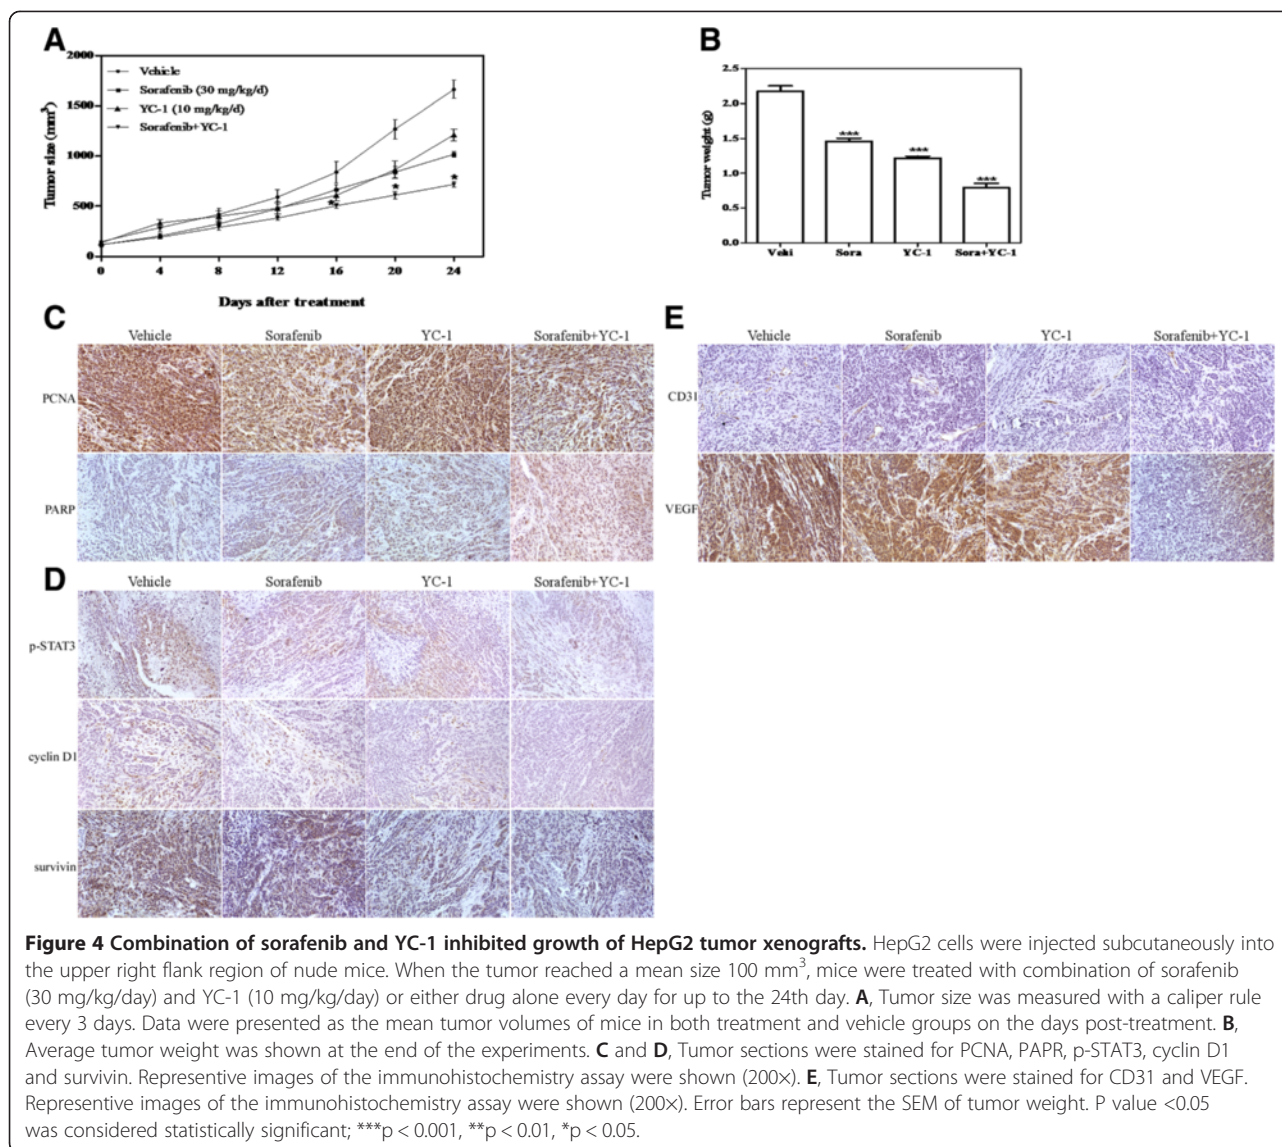 A
2000
1500
1000
500
0
Tumor size (mm³)
Vehicle
Sorafenib (30 mg/kg/d)
YC-1 (10 mg/kg/d)
Sorafenib+YC-1
*
*
*
0 4 8 12 16 20 24
Days after treatment
B
2.5
2.0
1.5
1.0
0.5
0.0
Tumor weight (g)
***
***
***
Vehi Sora YC-1 Sora+YC-1
C
Vehicle Sorafenib YC-1 Sorafenib+YC-1
PCNA
PARP
E
Vehicle Sorafenib YC-1 Sorafenib+YC-1
CD31
VEGF
D
Vehicle Sorafenib YC-1 Sorafenib+YC-1
p-STAT3
cyclin D1
survivin
Figure 4 Combination of sorafenib and YC-1 inhibited growth of HepG2 tumor xenografts. HepG2 cells were injected subcutaneously into
the upper right flank region of nude mice. When the tumor reached a mean size 100 mm³, mice were treated with combination of sorafenib
(30 mg/kg/day) and YC-1 (10 mg/kg/day) or either drug alone every day for up to the 24th day. A, Tumor size was measured with a caliper rule
every 3 days. Data were presented as the mean tumor volumes of mice in both treatment and vehicle groups on the days post-treatment. B,
Average tumor weight was shown at the end of the experiments. C and D, Tumor sections were stained for PCNA, PAPR, p-STAT3, cyclin D1
and survivin. Representive images of the immunohistochemistry assay were shown (200×). E, Tumor sections were stained for CD31 and VEGF.
Representive images of the immunohistochemistry assay were shown (200×). Error bars represent the SEM of tumor weight. P value <0.05
was considered statistically significant; ***p < 0.001, **p < 0.01, *p < 0.05.